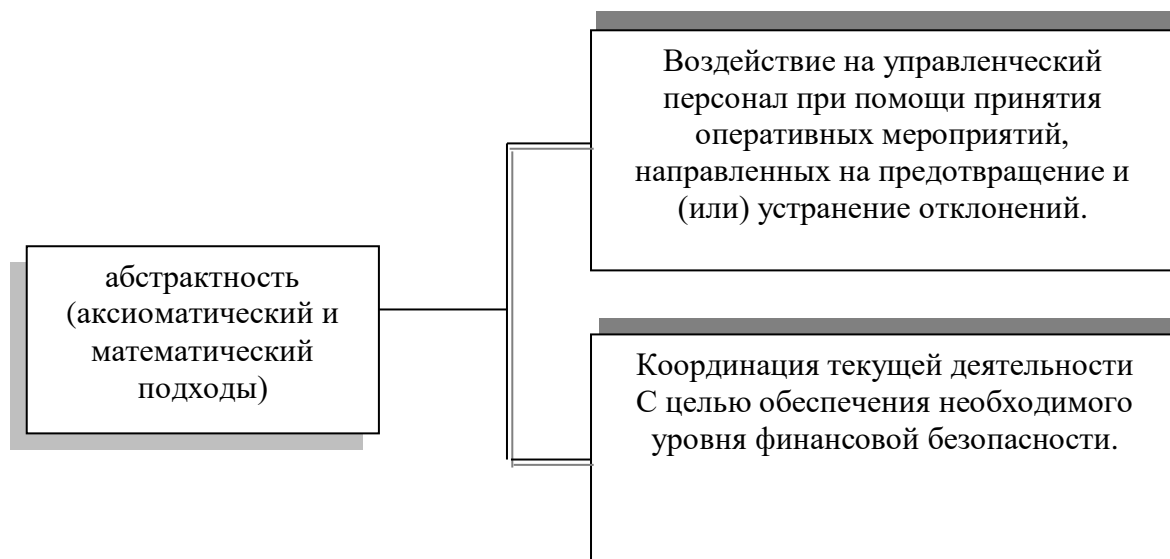 абстрактность
(аксиоматический и
математический
подходы)
Воздействие на управленческий
персонал при помощи принятия
оперативных мероприятий,
направленных на предотвращение и
(или) устранение отклонений.
Координация текущей деятельности
С целью обеспечения необходимого
уровня финансовой безопасности.